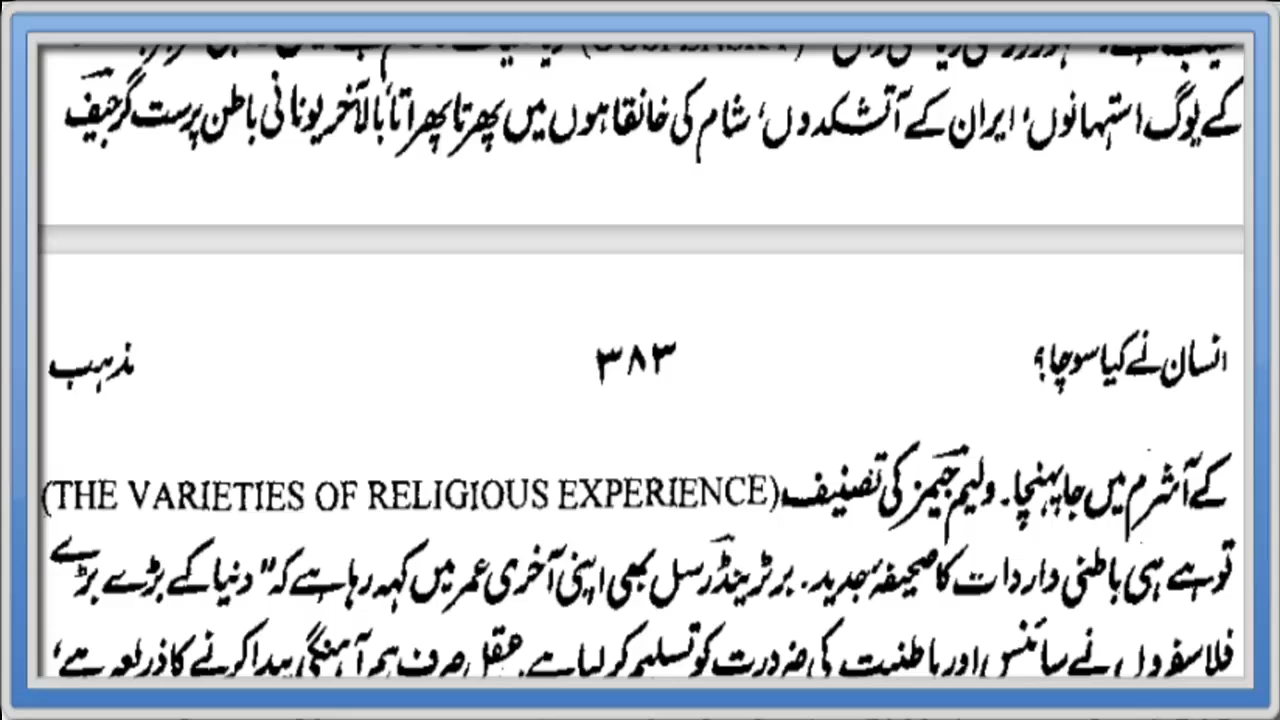 (OUSPENSKY)
کے یوگ استھانوں، ایران کے آتشکدوں، شام کی خانقاہوں میں پھرتا پھراتا، بالآخر یونانی باطن پرست گرجیف
انسان نے کیا سوچا؟ ۳۸۳ مذہب
کے آشرم میں جا پہنچا۔ ولیم جیمز کی تصنیف (THE VARIETIES OF RELIGIOUS EXPERIENCE)
تو ہے ہی باطنی واردات کا صحیفۂ جدید۔ برٹرینڈ رسل بھی اپنی آخری عمر میں کہہ رہا ہے کہ ”دنیا کے بڑے بڑے
فلاسفروں نے سائنس اور باطنیت کی ضرورت کو تسلیم کر لیا ہے۔ عقل صرف ہم آہنگی پیدا کرنے کا ذریعہ ہے،